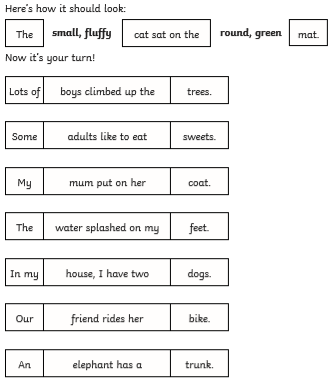 Here's how it should look:
The small, fluffy cat sat on the round, green mat.
Now it's your turn!
Lots of boys climbed up the trees.
Some adults like to eat sweets.
My mum put on her coat.
The water splashed on my feet.
In my house, I have two dogs.
Our friend rides her bike.
An elephant has a trunk.